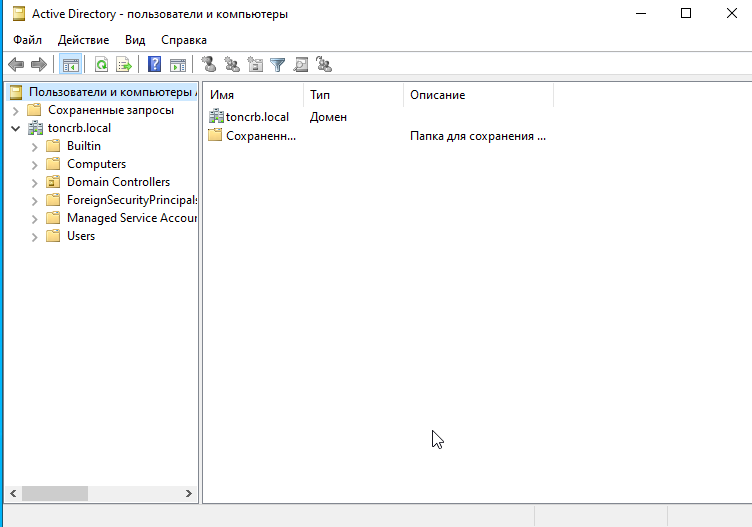 Active Directory - пользователи и компьютеры
Файл Действие Вид Справка
Пользователи и компьютеры
Сохраненные запросы
toncrb.local
Builtin
Computers
Domain Controllers
ForeignSecurityPrincipals
Managed Service Accour
Users
Имя Тип Описание
toncrb.local Домен
Сохраненн... Папка для сохранения ...